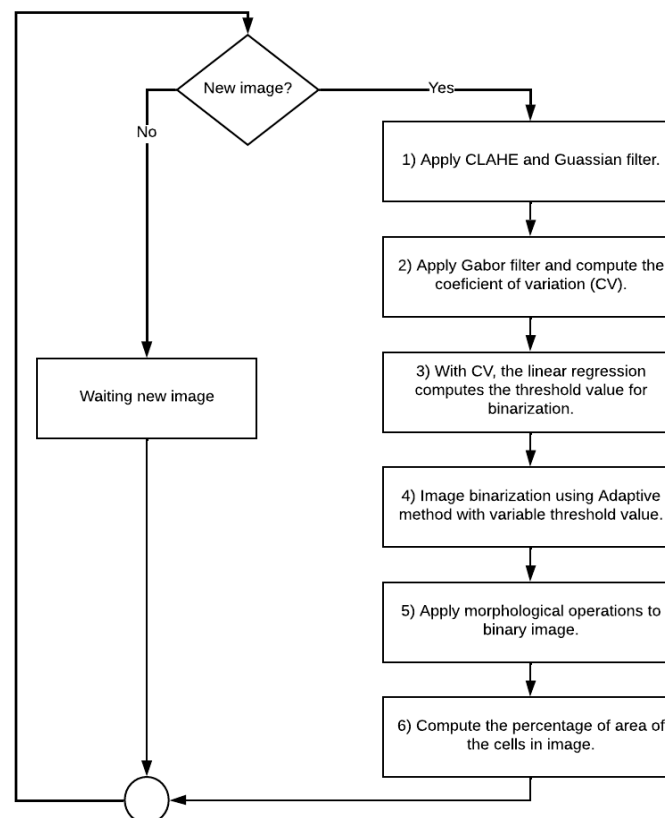 New image?
Yes
No
1) Apply CLAHE and Guassian filter.
2) Apply Gabor filter and compute the
coeficient of variation (CV).
3) With CV, the linear regression
computes the threshold value for
binarization.
Waiting new image
4) Image binarization using Adaptive
method with variable threshold value.
5) Apply morphological operations to
binary image.
6) Compute the percentage of area of
the cells in image.